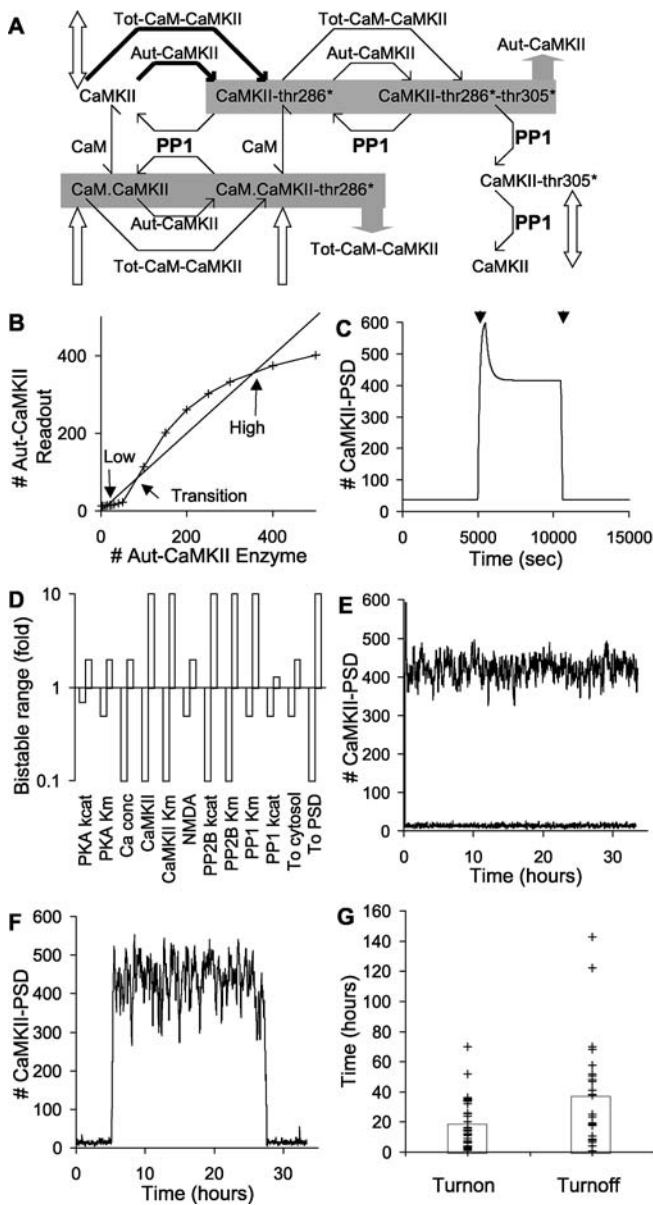 A
Tot-CaM-CaMKII Tot-CaM-CaMKII
Aut-CaMKII Aut-CaMKII Aut-CaMKII
CaMKII CaMKII-thr286* CaMKII-thr286*-thr305*
CaM PP1 CaM PP1 PP1
CaM.CaMKII CaM.CaMKII-thr286* CaMKII-thr305*
Aut-CaMKII PP1
Tot-CaM-CaMKII Tot-CaM-CaMKII CaMKII
B
# Aut-CaMKII
Readout
400
200
0
Low
High
Transition
0 200 400
# Aut-CaMKII Enzyme
C
# CaMKII-PSD
600
500
400
300
200
100
0
0 5000 10000 15000
Time (sec)
D
Bistable range (fold)
10
1
0.1
PKA kcat
PKA Km
Ca conc
CaMKII
CaMKII Km
NMDA
PP2B kcat
PP2B Km
PP1 Km
PP1 kcat
To cytosol
To PSD
E
# CaMKII-PSD
600
500
400
300
200
100
0
0 10 20 30
Time (hours)
F
# CaMKII-PSD
600
500
400
300
200
100
0
0 10 20 30
Time (hours)
G
Time (hours)
160
140
120
100
80
60
40
20
0
Turnon Turnoff